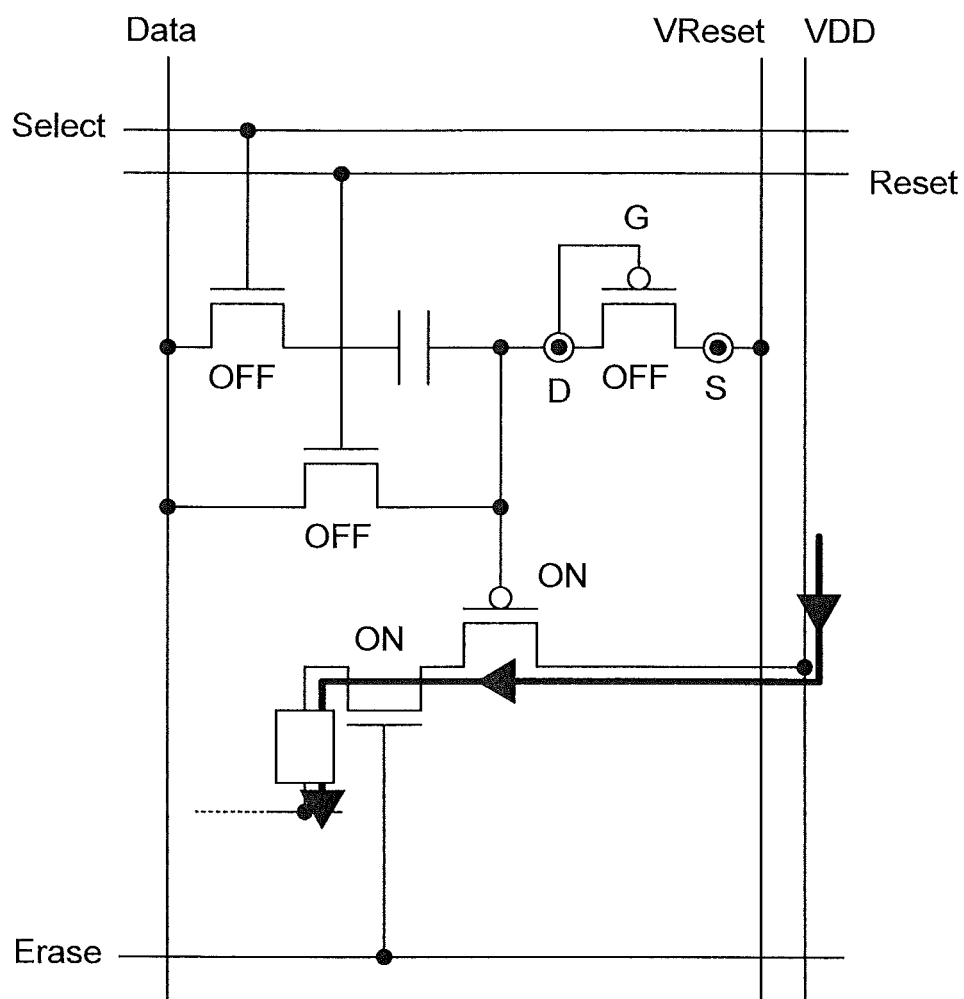 Data
VReset
VDD
Select
Reset
G
OFF
D
OFF
S
OFF
ON
ON
Erase